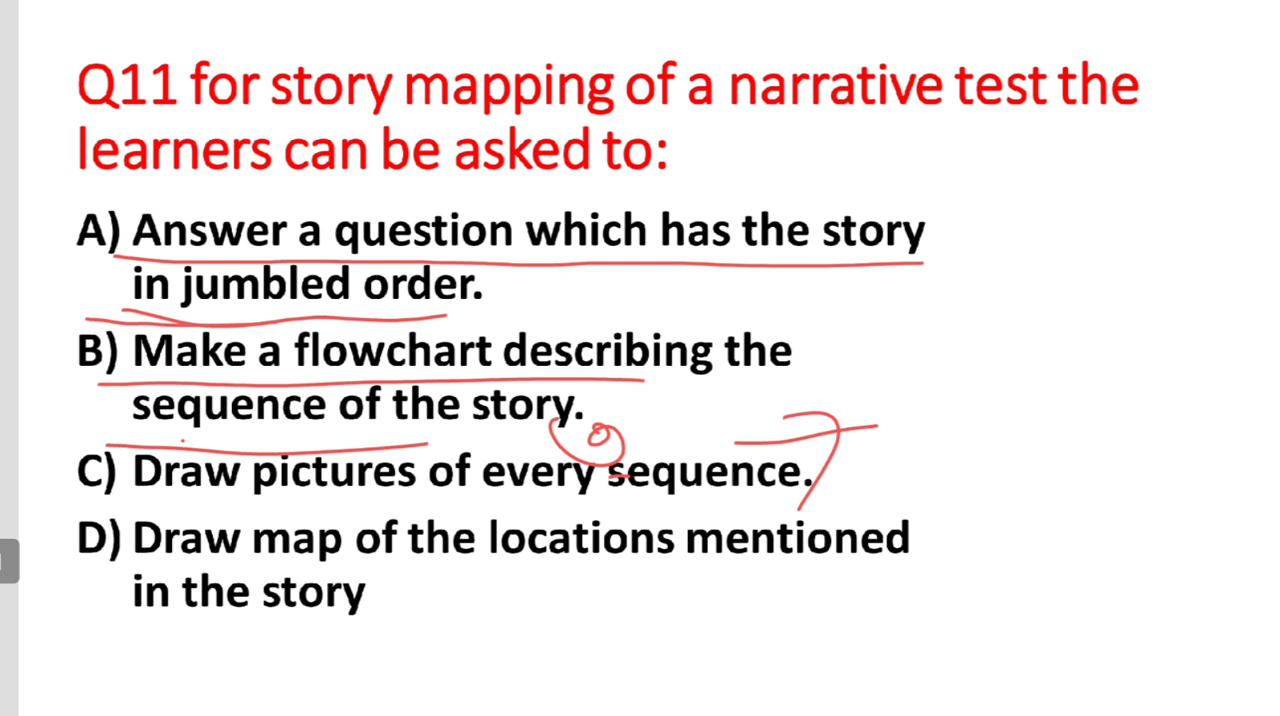 Q11 for story mapping of a narrative test the
learners can be asked to:
A) Answer a question which has the story
in jumbled order.
B) Make a flowchart describing the
sequence of the story.
C) Draw pictures of every sequence.
D) Draw map of the locations mentioned
in the story